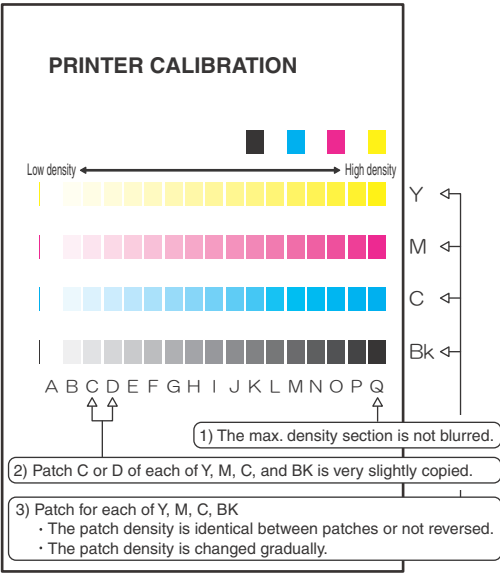 PRINTER CALIBRATION
Low density High density
Y
M
C
Bk
A B C D E F G H I J K L M N O P Q
1) The max. density section is not blurred.
2) Patch C or D of each of Y, M, C, and BK is very slightly copied.
3) Patch for each of Y, M, C, BK
・The patch density is identical between patches or not reversed.
・The patch density is changed gradually.